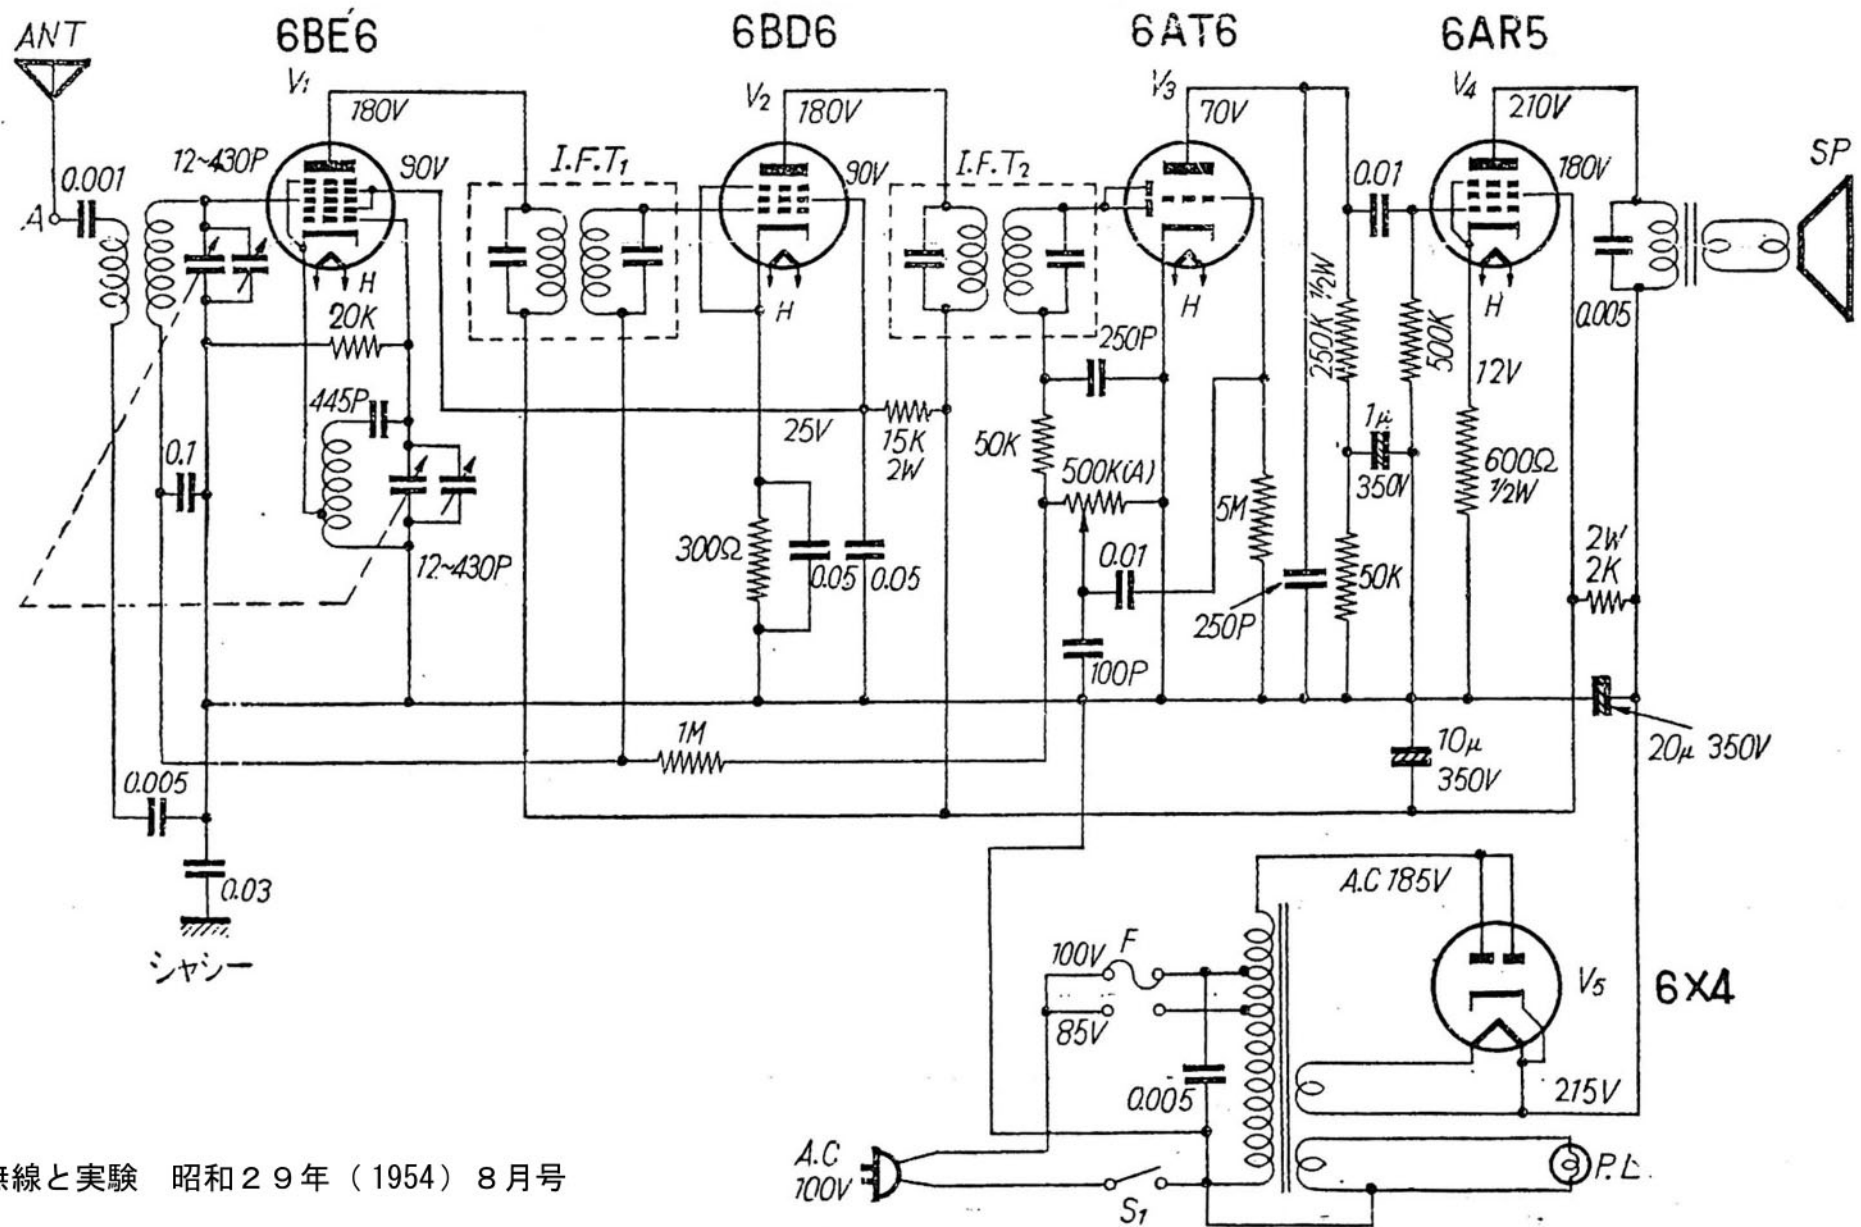 ANT
6BE6
6BD6
6AT6
6AR5
V1
180V
V2
180V
V3
70V
V4
210V
SP
12~430P
90V
I.F.T1
90V
I.F.T2
0.01
180V
0.001
A
H
H
H
H
0.005
20K
250P
250K 1/2W
500K
12V
445P
25V
15K
2W
50K
500K(A)
1μ
350V
600Ω
1/2W
0.1
5M
300Ω
0.05
0.05
0.01
50K
2W
2K
12~430P
250P
100P
1M
10μ
350V
20μ 350V
0.005
0.03
シャシー
A.C 185V
100V
F
85V
V5
6X4
0.005
215V
A.C
100V
S1
P.L.
無線と実験 昭和29年(1954)8月号